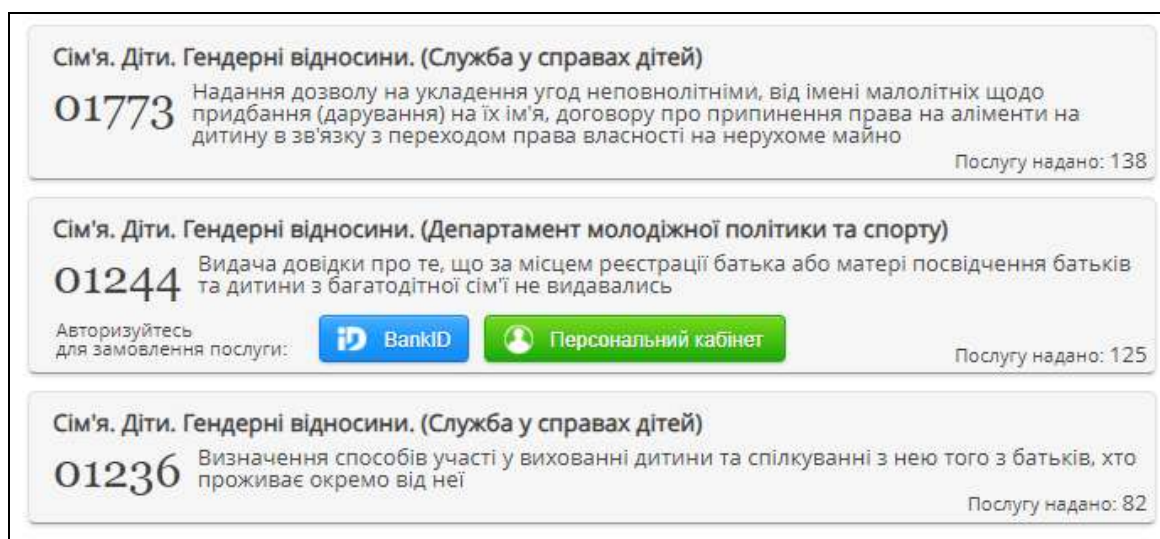 Сім'я. Діти. Гендерні відносини. (Служба у справах дітей)
01773
Надання дозволу на укладення угод неповнолітніми, від імені малолітніх щодо
придбання (дарування) на їх ім'я, договору про припинення права на аліменти на
дитину в зв'язку з переходом права власності на нерухоме майно
Послугу надано: 138
Сім'я. Діти. Гендерні відносини. (Департамент молодіжної політики та спорту)
01244
Видача довідки про те, що за місцем реєстрації батька або матері посвідчення батьків
та дитини з багатодітної сім'ї не видавались
Авторизуйтесь
для замовлення послуги:
iD BankID
Персональний кабінет
Послугу надано: 125
Сім'я. Діти. Гендерні відносини. (Служба у справах дітей)
01236
Визначення способів участі у вихованні дитини та спілкуванні з нею того з батьків, хто
проживає окремо від неї
Послугу надано: 82